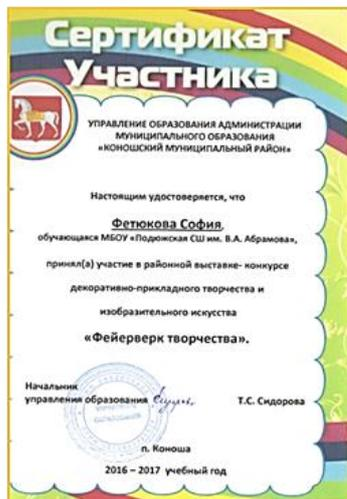 Сертификат
Участника
УПРАВЛЕНИЕ ОБРАЗОВАНИЯ АДМИНИСТРАЦИИ
МУНИЦИПАЛЬНОГО ОБРАЗОВАНИЯ
«КОНОШСКИЙ МУНИЦИПАЛЬНЫЙ РАЙОН»
Настоящим удостоверяется, что
Фетюкова София,
обучающаяся МБОУ «Подюжская СШ им. В.А. Абрамова»,
принял(а) участие в районной выставке- конкурсе
декоративно-прикладного творчества и
изобразительного искусства
«Фейерверк творчества».
Начальник
управления образования Т.С. Сидорова
п. Коноша
2016 – 2017 учебный год